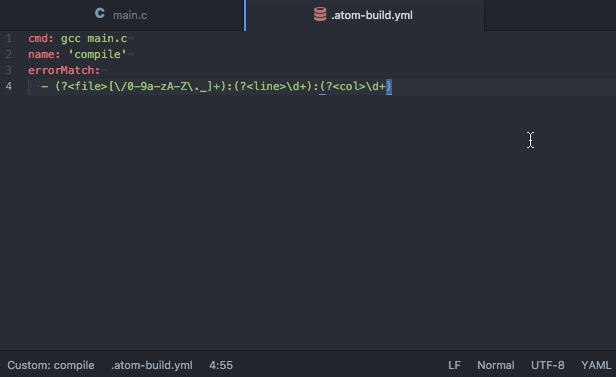 C main.c
.atom-build.yml
1 cmd: gcc main.c
2 name: 'compile'
3 errorMatch:
4 - (?<file>[\/0-9a-zA-Z\._]+):(?<line>\d+):(?<col>\d+)
Custom: compile .atom-build.yml 4:55 LF Normal UTF-8 YAML